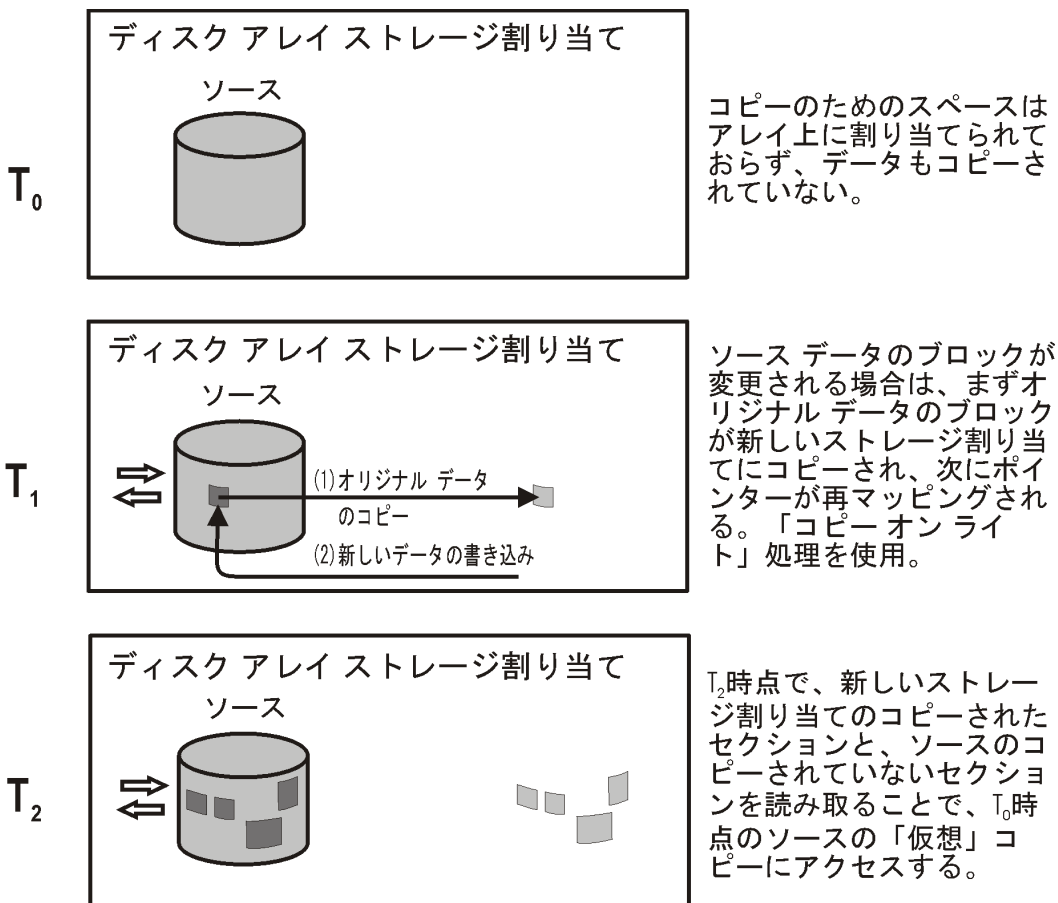 ディスク アレイ ストレージ割り当て
ソース
T₀
コピーのためのスペースは
アレイ上に割り当てられて
おらず、データもコピーさ
れていない。
ディスク アレイ ストレージ割り当て
ソース
T₁
(1)オリジナル データ
のコピー
(2)新しいデータの書き込み
ソース データのブロックが
変更される場合は、まずオ
リジナル データのブロック
が新しいストレージ割り当
てにコピーされ、次にポイ
ンターが再マッピングされ
る。「コピー オン ライ
ト」処理を使用。
ディスク アレイ ストレージ割り当て
ソース
T₂
T₂時点で、新しいストレー
ジ割り当てのコピーされた
セクションと、ソースのコ
ピーされていないセクショ
ンを読み取ることで、T₀時
点のソースの「仮想」コ
ピーにアクセスする。